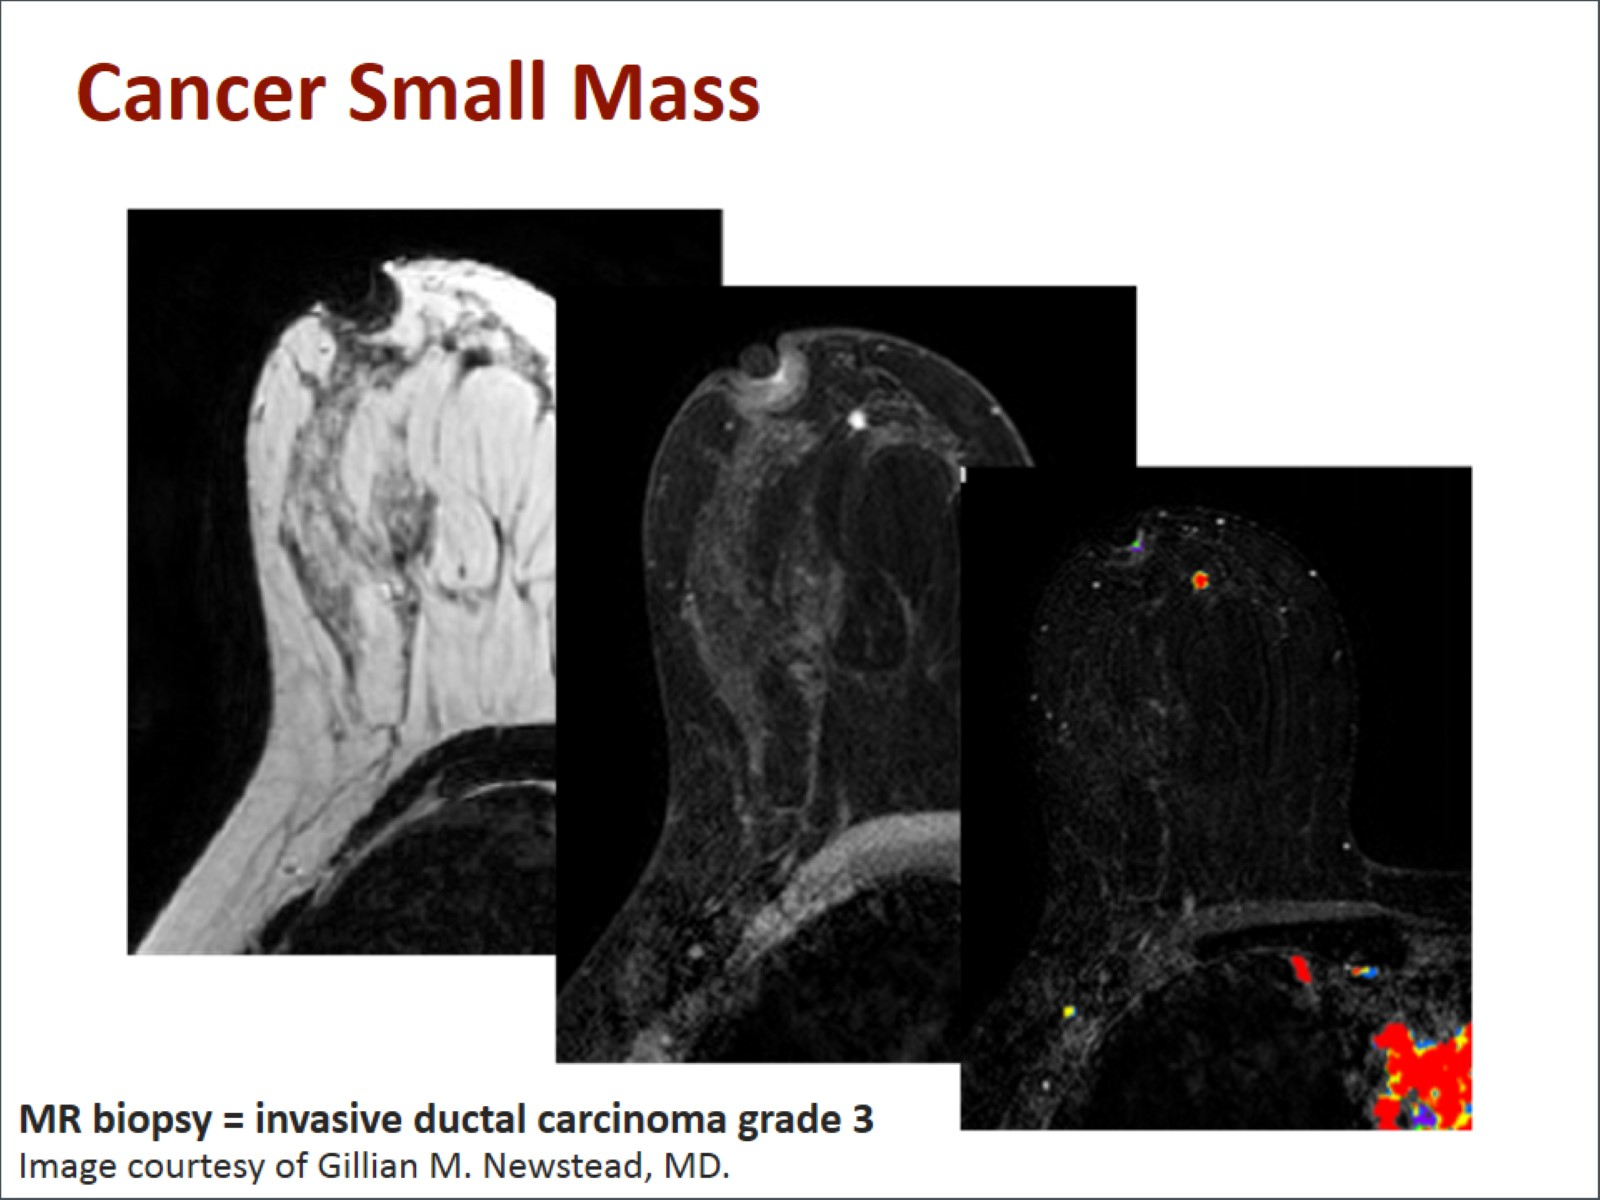 Cancer Small Mass
MR biopsy = invasive ductal carcinoma grade 3
Image courtesy of Gillian M. Newstead, MD.